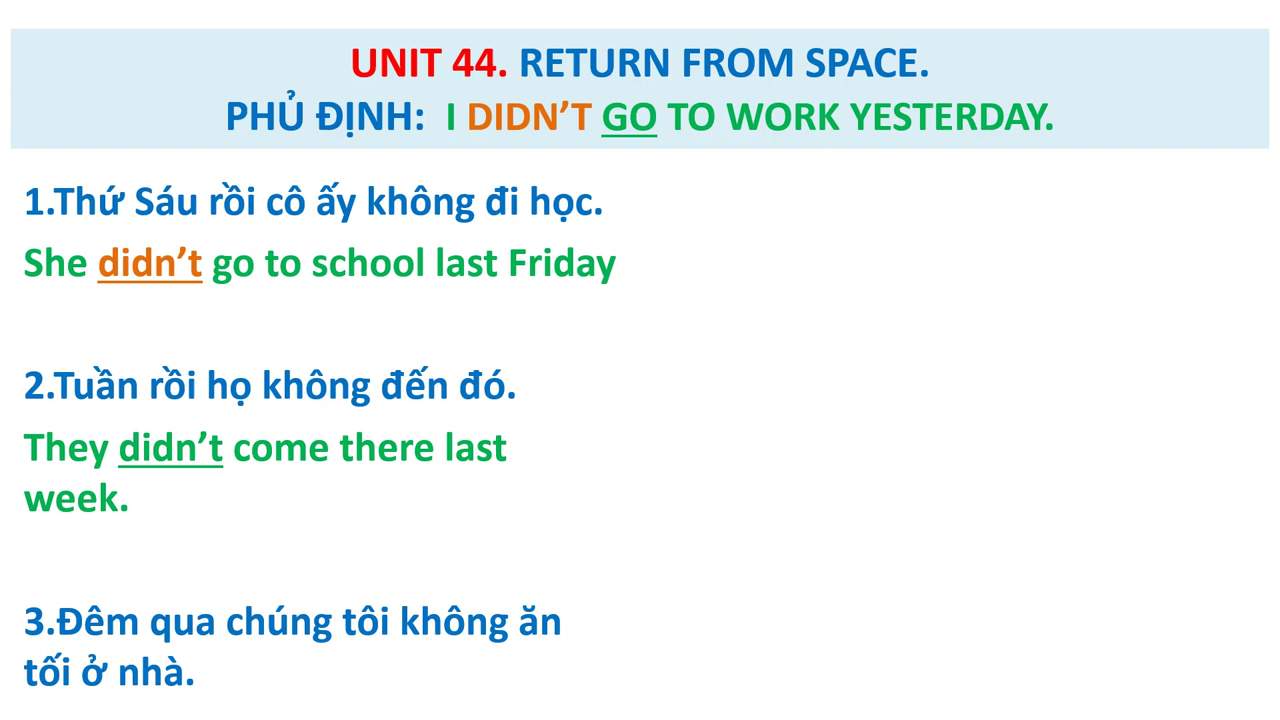 UNIT 44. RETURN FROM SPACE.
PHỦ ĐỊNH: I DIDN’T GO TO WORK YESTERDAY.
1.Thứ Sáu rồi cô ấy không đi học.
She didn’t go to school last Friday
2.Tuần rồi họ không đến đó.
They didn’t come there last
week.
3.Đêm qua chúng tôi không ăn
tối ở nhà.